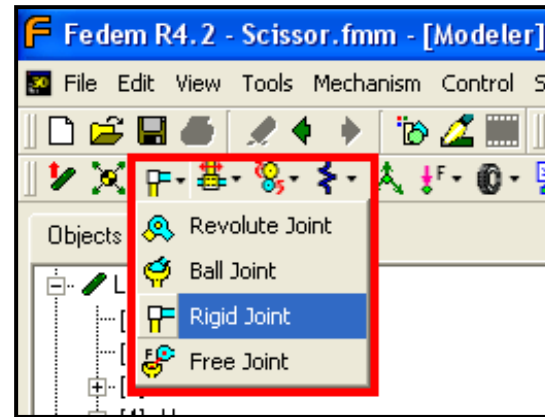 Fedem R4.2 - Scissor.fmm - [Modeler]
File Edit View Tools Mechanism Control S
Objects
Revolute Joint
L
Ball Joint
Rigid Joint
Free Joint